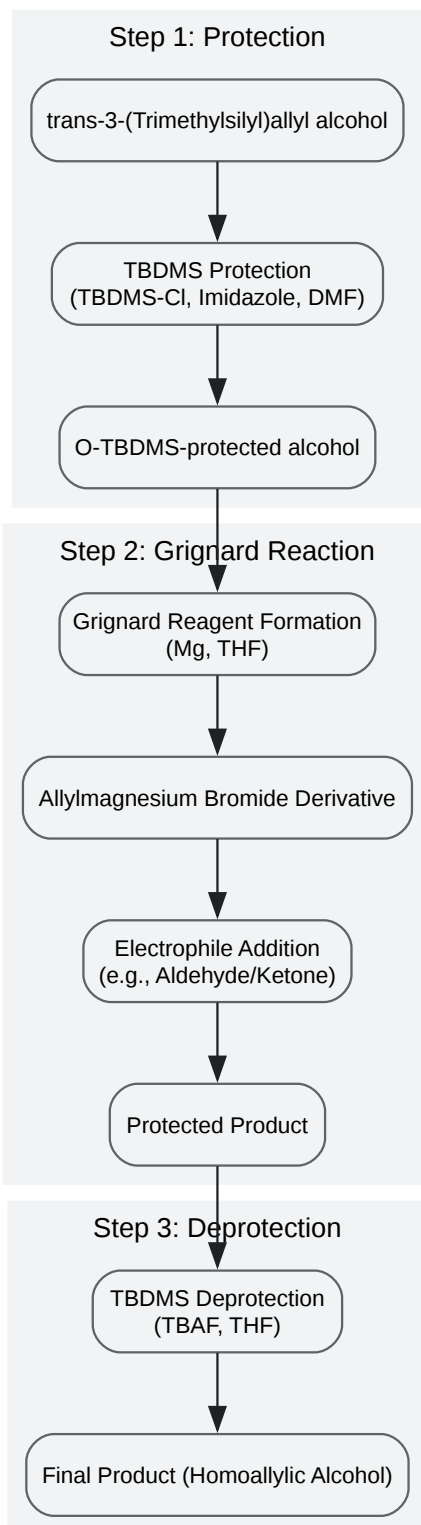 Step 1: Protection
trans-3-(Trimethylsilyl)allyl alcohol
TBDMS Protection
(TBDMS-Cl, Imidazole, DMF)
O-TBDMS-protected alcohol
Step 2: Grignard Reaction
Grignard Reagent Formation
(Mg, THF)
Allylmagnesium Bromide Derivative
Electrophile Addition
(e.g., Aldehyde/Ketone)
Protected Product
Step 3: Deprotection
TBDMS Deprotection
(TBAF, THF)
Final Product (Homoallylic Alcohol)